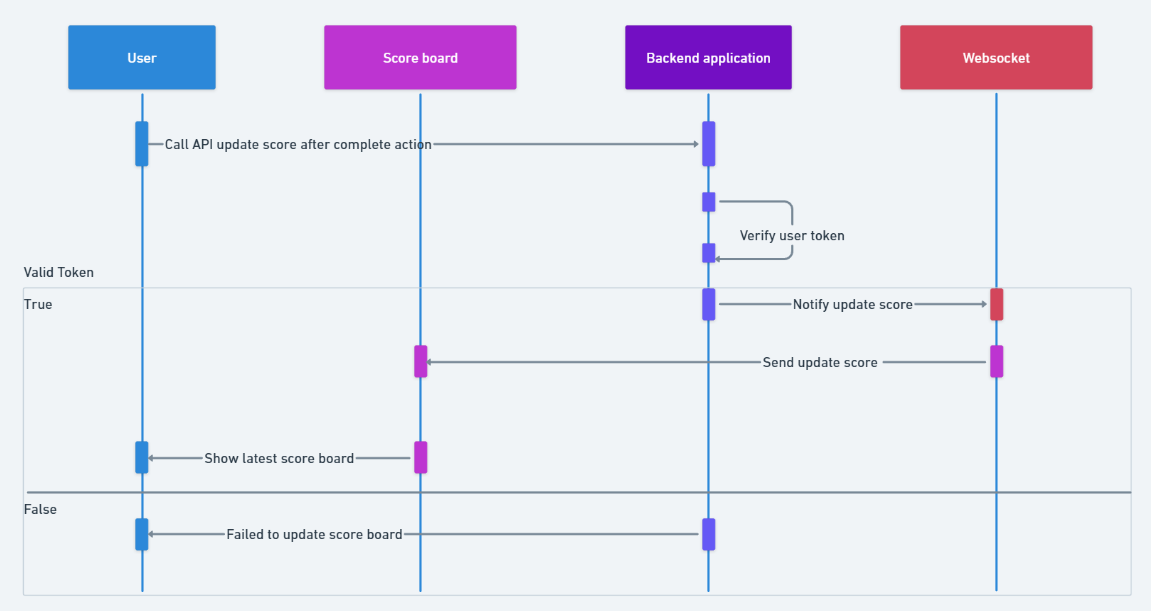 User
Score board
Backend application
Websocket
Call API update score after complete action
Verify user token
Valid Token
True
Notify update score
Send update score
Show latest score board
False
Failed to update score board